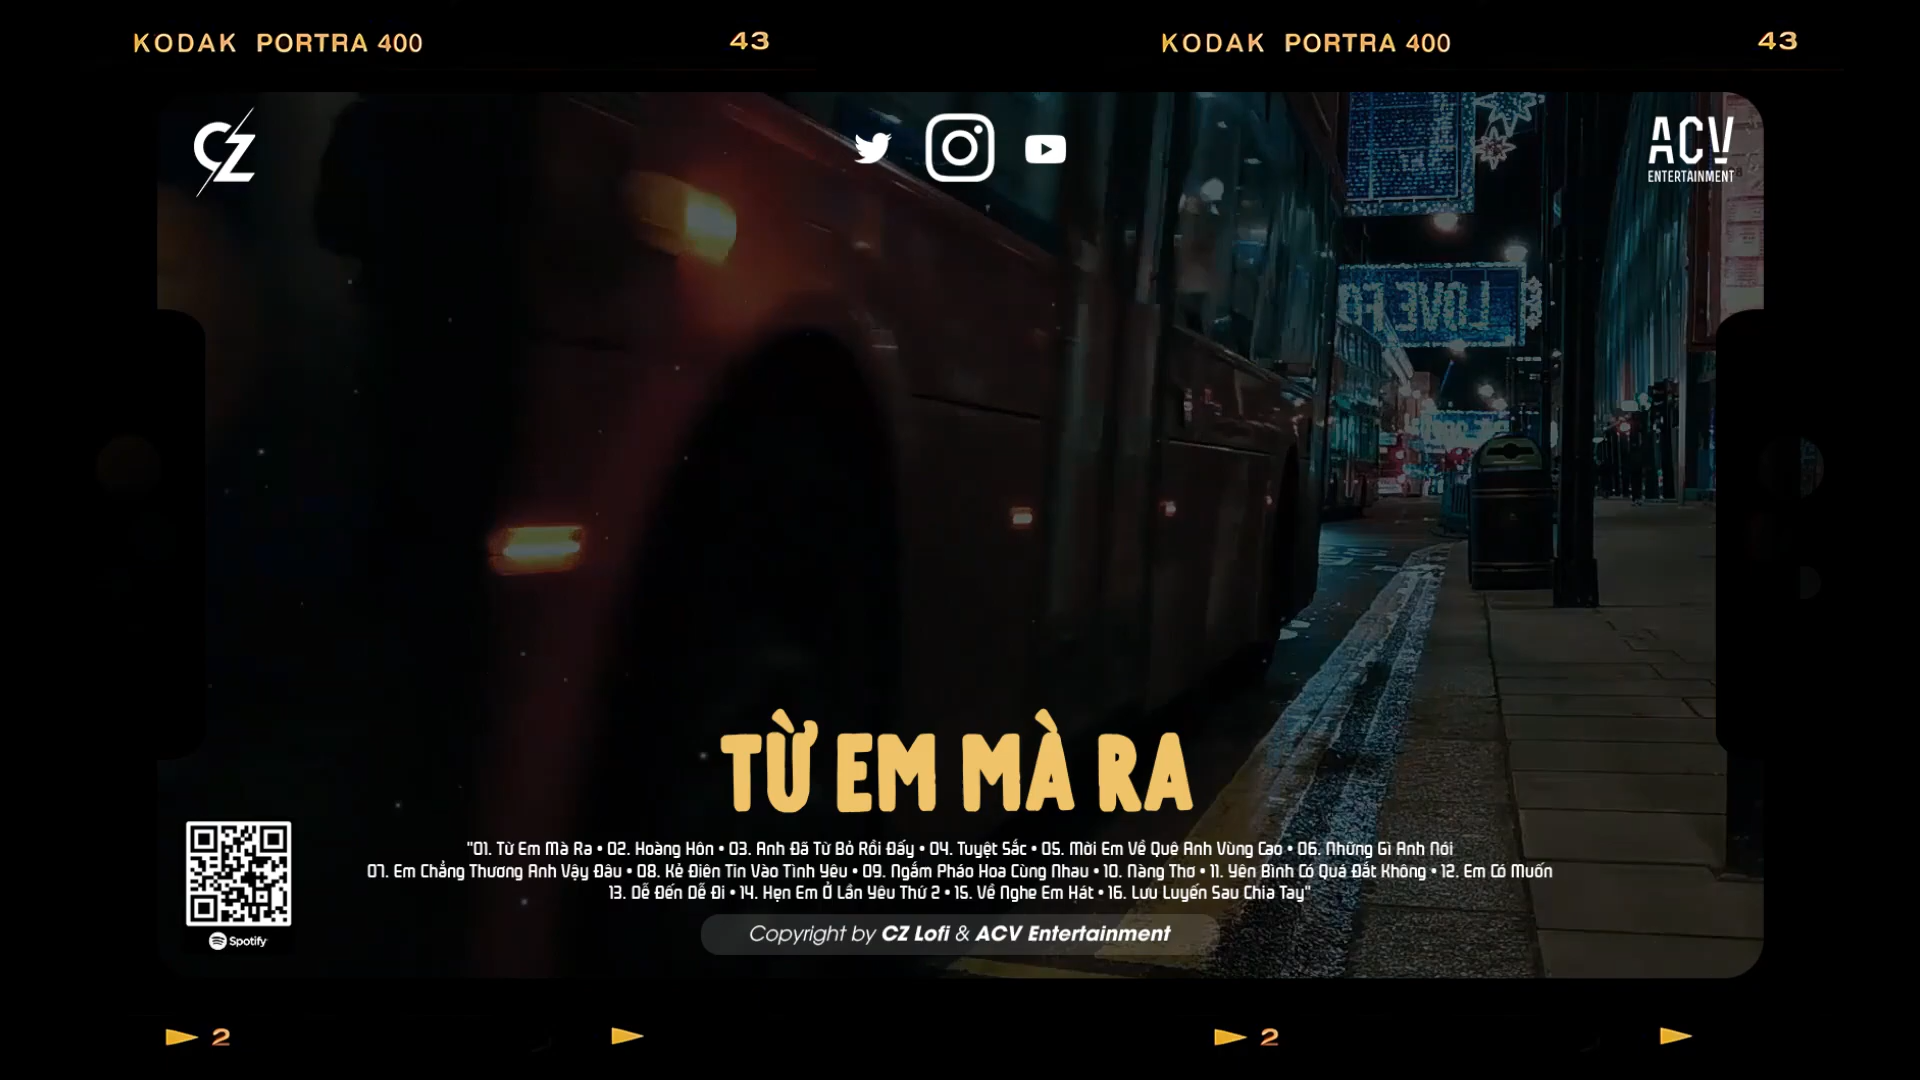 KODAK PORTRA 400 43 KODAK PORTRA 400 43
CZ
ACV
ENTERTAINMENT
LOVE
TỪ EM MÀ RA
"01. Từ Em Mà Ra • 02. Hoàng Hôn • 03. Anh Đã Từ Bỏ Rồi Đấy • 04. Tuyệt Sắc • 05. Mời Em Về Quê Anh Vùng Cao • 06. Những Gì Anh Nói
07. Em Chẳng Thương Anh Vậy Đâu • 08. Kẻ Điên Tin Vào Tình Yêu • 09. Ngắm Pháo Hoa Cùng Nhau • 10. Nàng Thơ • 11. Yên Bình Có Quá Đắt Không • 12. Em Có Muốn
13. Dễ Đến Dễ Đi • 14. Hẹn Em Ở Lần Yêu Thứ 2 • 15. Về Nghe Em Hát • 16. Lưu Luyến Sau Chia Tay"
Spotify
Copyright by CZ Lofi & ACV Entertainment
2 2